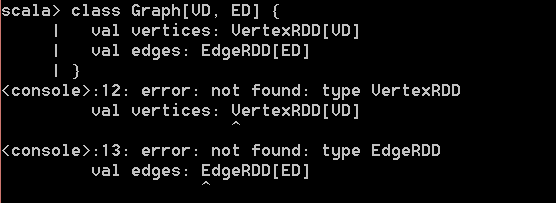 scala> class Graph[VD, ED] {
     |   val vertices: VertexRDD[VD]
     |   val edges: EdgeRDD[ED]
     | }
<console>:12: error: not found: type VertexRDD
         val vertices: VertexRDD[VD]
                       ^
<console>:13: error: not found: type EdgeRDD
         val edges: EdgeRDD[ED]
                    ^